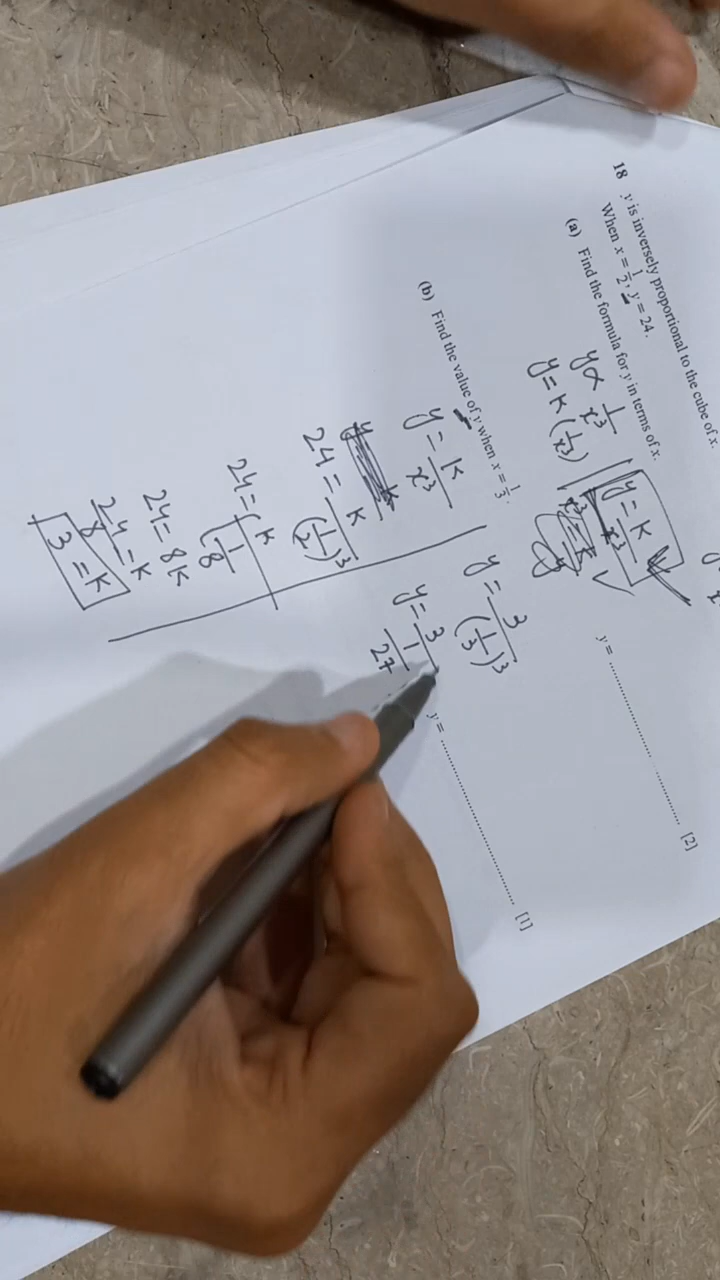 18 y is inversely proportional to the cube of x.
When x = 1/2, y = 24.
(a) Find the formula for y in terms of x.
y ∝ 1/x³
y = k (1/x³)
y = k/x³
y = .................... [2]
(b) Find the value of y when x = 1/3.
y = k/x³
24 = k/(1/2)³
24 = k/(1/8
24 = 8k
24/8 = k
3 = k
y = 3/(1/3)³
y = 3/(1/27
y = .................... [1]